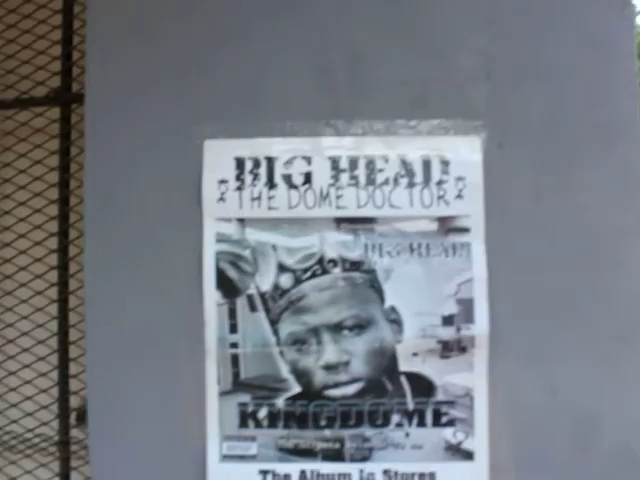 BIG HEAD
THE DOME DOCTOR
BIG HEAD
KINGDOME
The Album in Stores